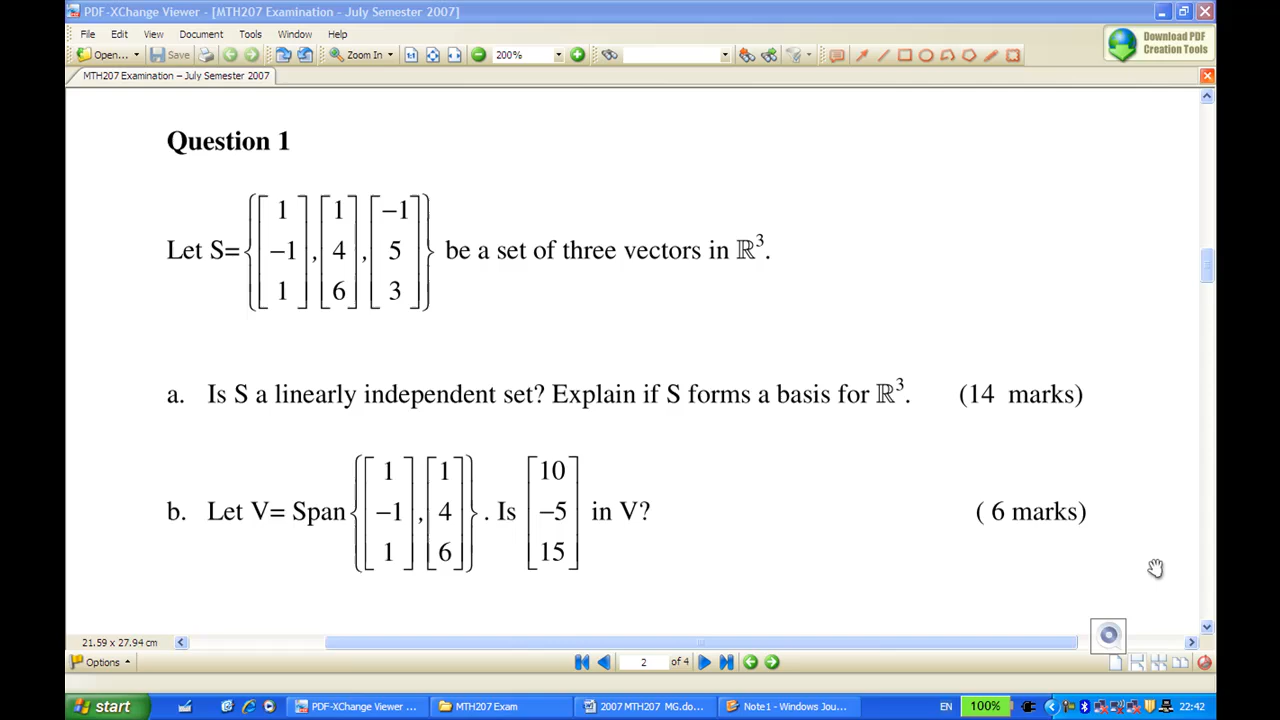 PDF-XChange Viewer - [MTH207 Examination - July Semester 2007]
File Edit View Document Tools Window Help
Open... Save Zoom In 200% Download PDF Creation Tools
MTH207 Examination – July Semester 2007
Question 1
Let S= {[1 −1 1], [1 4 6], [−1 5 3]} be a set of three vectors in ℝ³.
a. Is S a linearly independent set? Explain if S forms a basis for ℝ³. (14 marks)
b. Let V= Span {[1 −1 1], [1 4 6]}. Is [10 −5 15] in V? ( 6 marks)
21.59 x 27.94 cm
Options 2 of 4
start PDF-XChange Viewer ... MTH207 Exam 2007 MTH207 MG.do... Note1 - Windows Jour... EN 100% 22:42